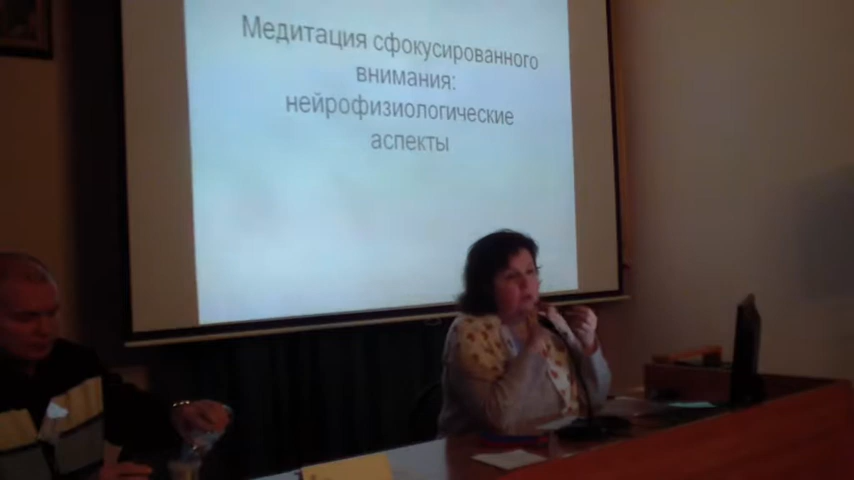 Медитация сфокусированного
внимания:
нейрофизиологические
аспекты